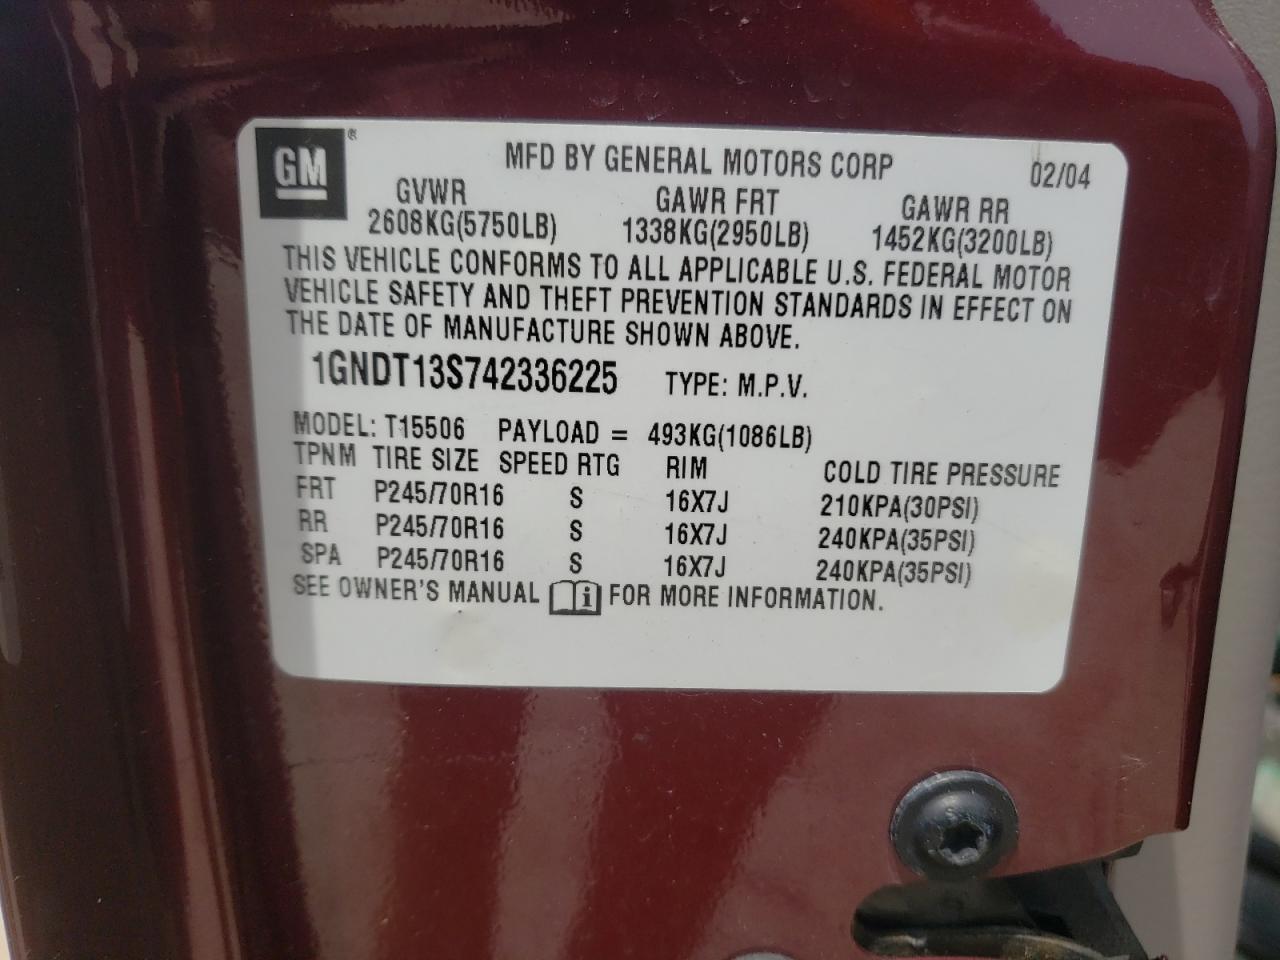 GM®
MFD BY GENERAL MOTORS CORP 02/04
GVWR GAWR FRT GAWR RR
2608KG(5750LB) 1338KG(2950LB) 1452KG(3200LB)
THIS VEHICLE CONFORMS TO ALL APPLICABLE U.S. FEDERAL MOTOR
VEHICLE SAFETY AND THEFT PREVENTION STANDARDS IN EFFECT ON
THE DATE OF MANUFACTURE SHOWN ABOVE.
1GNDT13S742336225 TYPE: M.P.V.
MODEL: T15506 PAYLOAD = 493KG(1086LB)
TPNM TIRE SIZE SPEED RTG RIM COLD TIRE PRESSURE
FRT P245/70R16 S 16X7J 210KPA(30PSI)
RR P245/70R16 S 16X7J 240KPA(35PSI)
SPA P245/70R16 S 16X7J 240KPA(35PSI)
SEE OWNER'S MANUAL i FOR MORE INFORMATION.